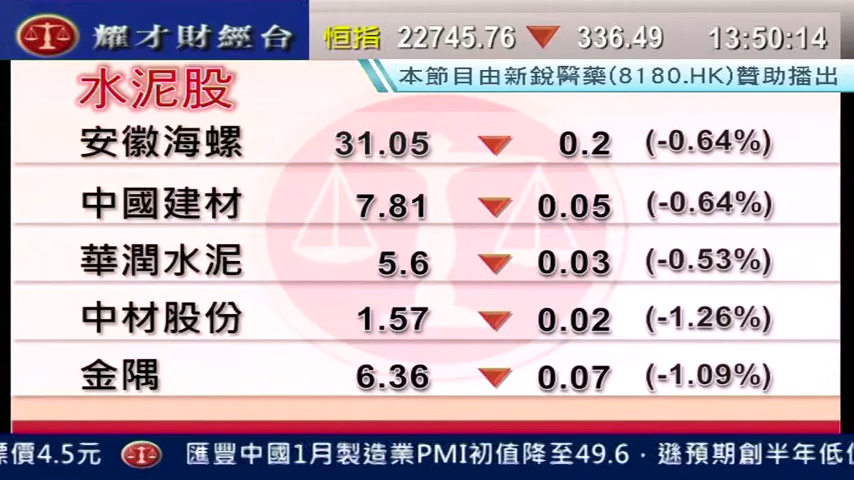 耀才財經台 恒指 22745.76 ▼ 336.49 13:50:14
本節目由新銳醫藥(8180.HK)贊助播出
水泥股
安徽海螺 31.05 ▼ 0.2 (-0.64%)
中國建材 7.81 ▼ 0.05 (-0.64%)
華潤水泥 5.6 ▼ 0.03 (-0.53%)
中材股份 1.57 ▼ 0.02 (-1.26%)
金隅 6.36 ▼ 0.07 (-1.09%)
價4.5元 匯豐中國1月製造業PMI初值降至49.6，遜預期創半年低